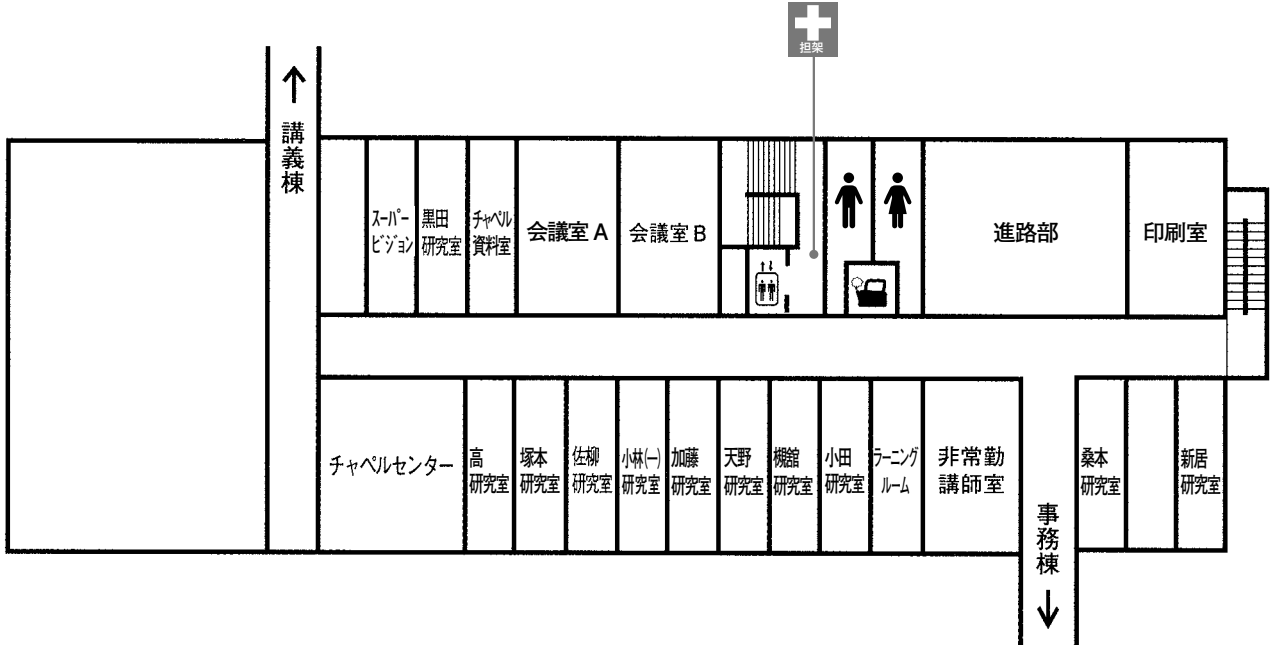 担架
講義棟
スーパー
ビジョン
黒田
研究室
チャペル
資料室
会議室 A
会議室 B
進路部
印刷室
チャペルセンター
高
研究室
塚本
研究室
佐柳
研究室
小林(一)
研究室
加藤
研究室
天野
研究室
槻舘
研究室
小田
研究室
ラーニング
ルーム
非常勤
講師室
桑本
研究室
新居
研究室
事務棟